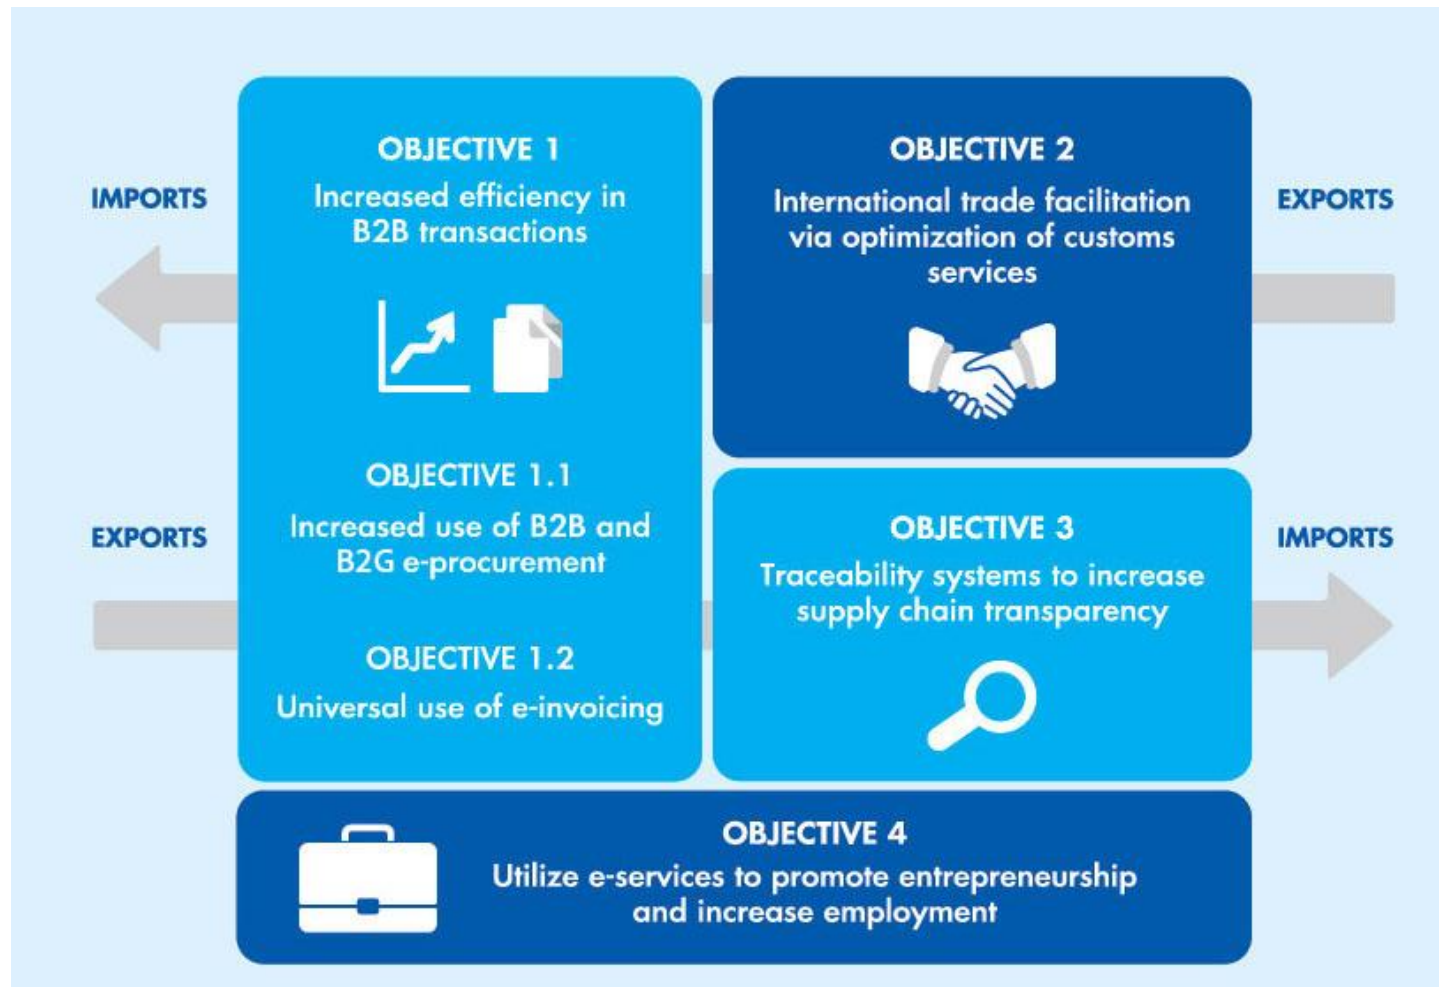 IMPORTS
OBJECTIVE 1
Increased efficiency in
B2B transactions
OBJECTIVE 1.1
Increased use of B2B and
B2G e-procurement
OBJECTIVE 1.2
Universal use of e-invoicing
EXPORTS
OBJECTIVE 2
International trade facilitation
via optimization of customs
services
EXPORTS
OBJECTIVE 3
Traceability systems to increase
supply chain transparency
IMPORTS
OBJECTIVE 4
Utilize e-services to promote entrepreneurship
and increase employment